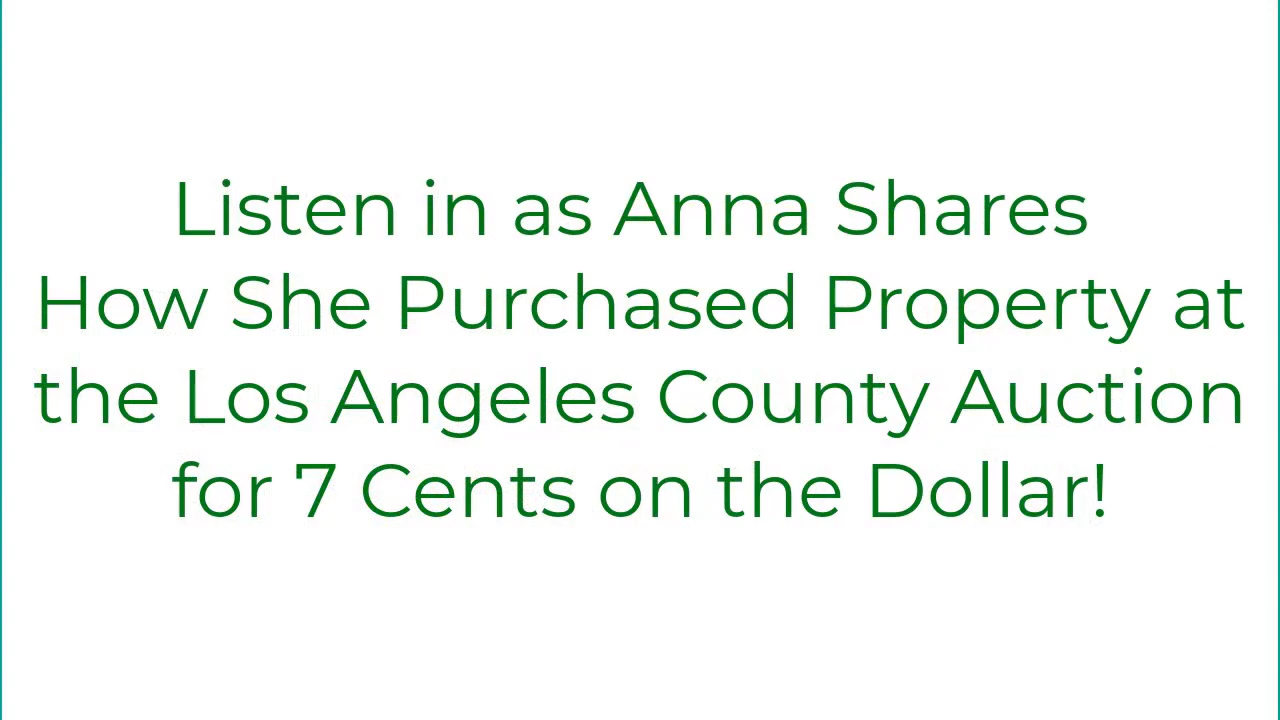 Listen in as Anna Shares
How She Purchased Property at
the Los Angeles County Auction
for 7 Cents on the Dollar!